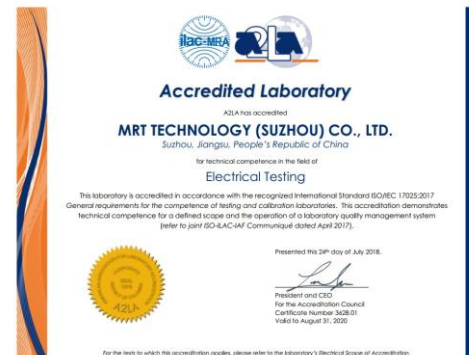 ilac-MRA
A2LA
Accredited Laboratory
A2LA has accredited
MRT TECHNOLOGY (SUZHOU) CO., LTD.
Suzhou, Jiangsu, People's Republic of China
for technical competence in the field of
Electrical Testing
This laboratory is accredited in accordance with the recognized International Standard ISO/IEC 17025:2017
General requirements for the competence of testing and calibration laboratories. This accreditation demonstrates
technical competence for a defined scope and the operation of a laboratory quality management system
(refer to joint ISO-ILAC-IAF Communiqué dated April 2017).
Presented this 24th day of July 2018.
President and CEO
For the Accreditation Council
Certificate Number 3628.01
Valid to August 31, 2020
SEAL
1978
A2LA
For the tests to which this accreditation applies, please refer to the laboratory's Electrical Scope of Accreditation.